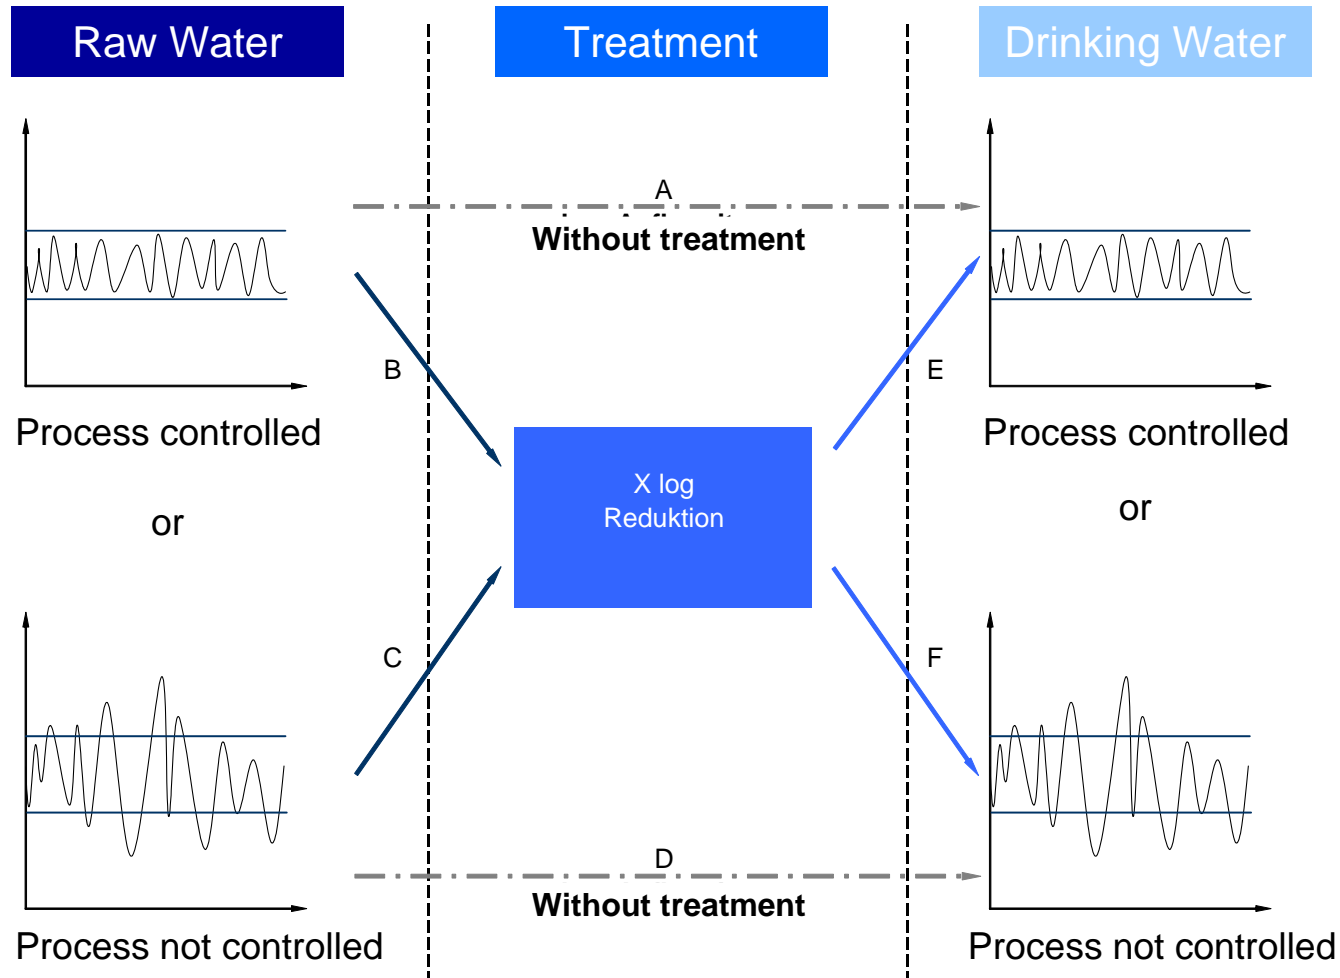 Raw Water
Treatment
Drinking Water
A
Without treatment
B
E
Process controlled
Process controlled
X log
Reduktion
or
or
C
F
D
Without treatment
Process not controlled
Process not controlled